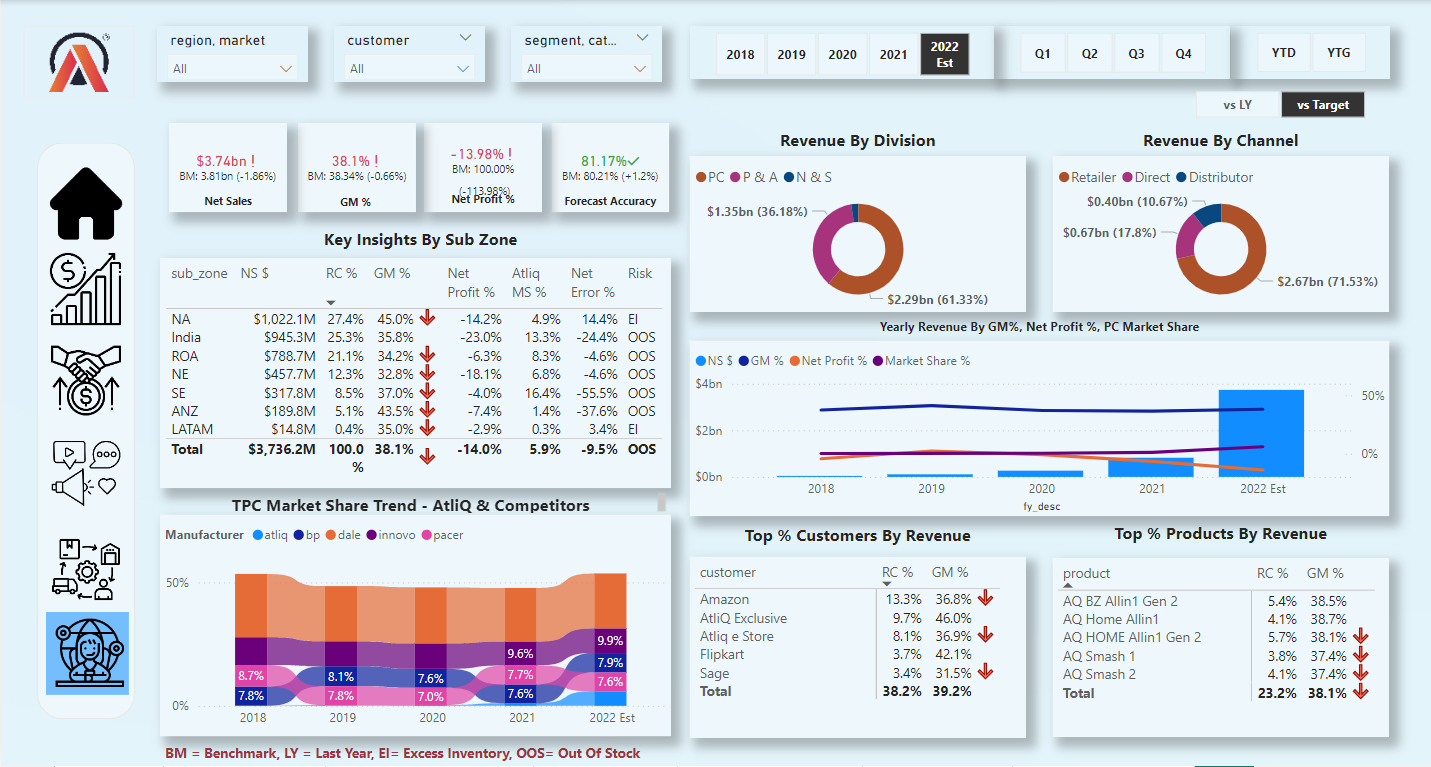 region, market
All
customer
All
segment, cat...
All
2018 2019 2020 2021 2022 Est
Q1 Q2 Q3 Q4
YTD YTG
vs LY vs Target
$3.74bn !
BM: 3.81bn (-1.86%)
Net Sales
38.1% !
BM: 38.34% (-0.66%)
GM %
-13.98% !
BM: 100.00%
(-113.98%)
Net Profit %
81.17%✓
BM: 80.21% (+1.2%)
Forecast Accuracy
Key Insights By Sub Zone
sub_zone NS $ RC % GM % Net Profit % Atliq MS % Net Error % Risk
NA $1,022.1M 27.4% 45.0% -14.2% 4.9% 14.4% EI
India $945.3M 25.3% 35.8% -23.0% 13.3% -24.4% OOS
ROA $788.7M 21.1% 34.2% -6.3% 8.3% -4.6% OOS
NE $457.7M 12.3% 32.8% -18.1% 6.8% -4.6% OOS
SE $317.8M 8.5% 37.0% -4.0% 16.4% -55.5% OOS
ANZ $189.8M 5.1% 43.5% -7.4% 1.4% -37.6% OOS
LATAM $14.8M 0.4% 35.0% -2.9% 0.3% 3.4% EI
Total $3,736.2M 100.0 % 38.1% -14.0% 5.9% -9.5% OOS
TPC Market Share Trend - AtliQ & Competitors
Manufacturer atliq bp dale innovo pacer
50%
0%
8.7%
7.8%
8.1%
7.8%
7.6%
7.0%
9.6%
7.7%
7.6%
9.9%
7.9%
7.6%
2018 2019 2020 2021 2022 Est
BM = Benchmark, LY = Last Year, EI= Excess Inventory, OOS= Out Of Stock
Revenue By Division
PC P & A N & S
$1.35bn (36.18%)
$2.29bn (61.33%)
Revenue By Channel
Retailer Direct Distributor
$0.40bn (10.67%)
$0.67bn (17.8%)
$2.67bn (71.53%)
Yearly Revenue By GM%, Net Profit %, PC Market Share
NS $ GM % Net Profit % Market Share %
$4bn
$2bn
$0bn
50%
0%
2018 2019 2020 2021 2022 Est
fy_desc
Top % Customers By Revenue
customer RC % GM %
Amazon 13.3% 36.8%
AtliQ Exclusive 9.7% 46.0%
Atliq e Store 8.1% 36.9%
Flipkart 3.7% 42.1%
Sage 3.4% 31.5%
Total 38.2% 39.2%
Top % Products By Revenue
product RC % GM %
AQ BZ Allin1 Gen 2 5.4% 38.5%
AQ Home Allin1 4.1% 38.7%
AQ HOME Allin1 Gen 2 5.7% 38.1%
AQ Smash 1 3.8% 37.4%
AQ Smash 2 4.1% 37.4%
Total 23.2% 38.1%